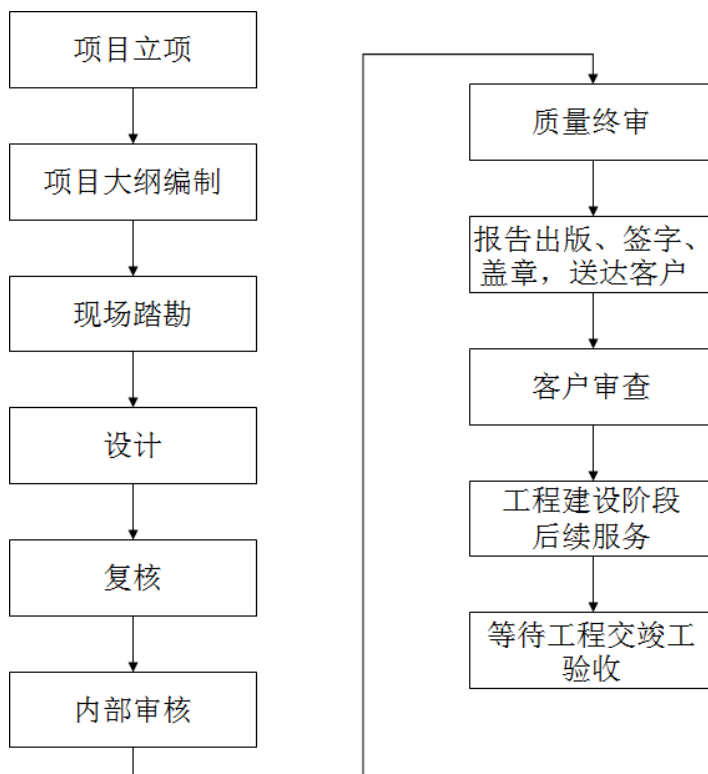 项目立项
项目大纲编制
现场踏勘
设计
复核
内部审核
质量终审
报告出版、签字、
盖章，送达客户
客户审查
工程建设阶段
后续服务
等待工程交竣工
验收